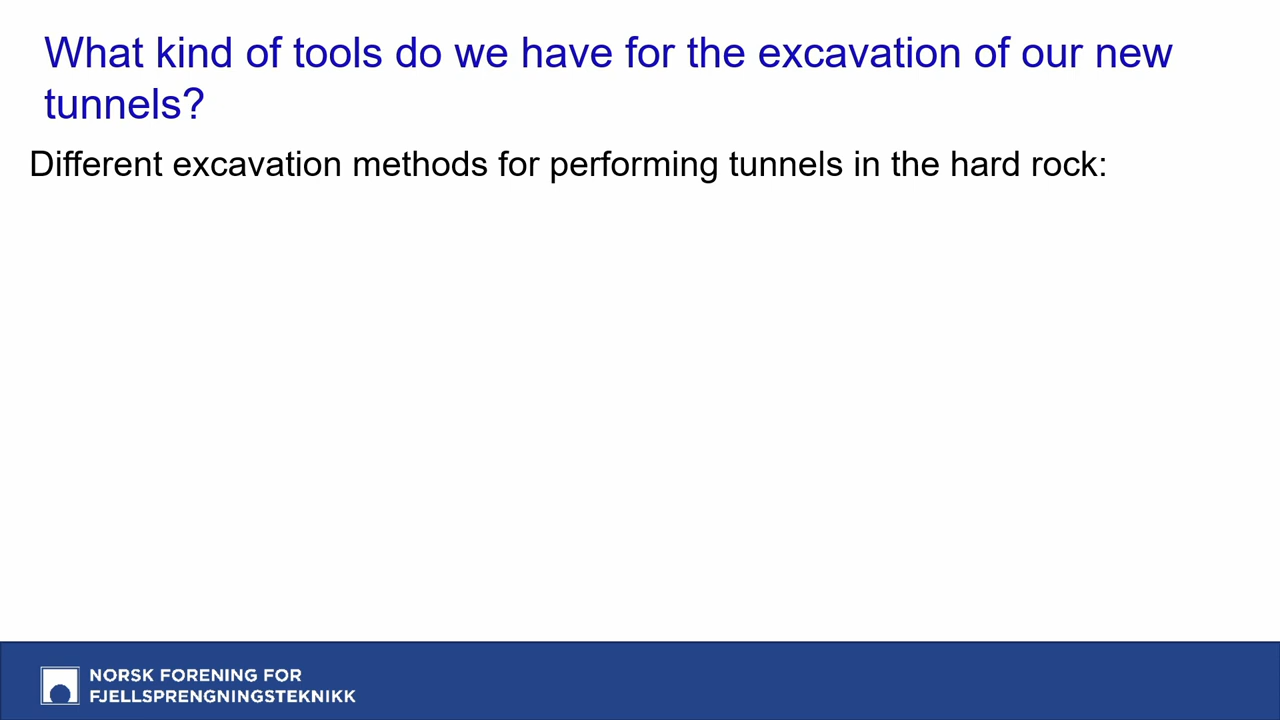 What kind of tools do we have for the excavation of our new
tunnels?
Different excavation methods for performing tunnels in the hard rock:
NORSK FORENING FOR
FJELLSPRENGNINGSTEKNIKK